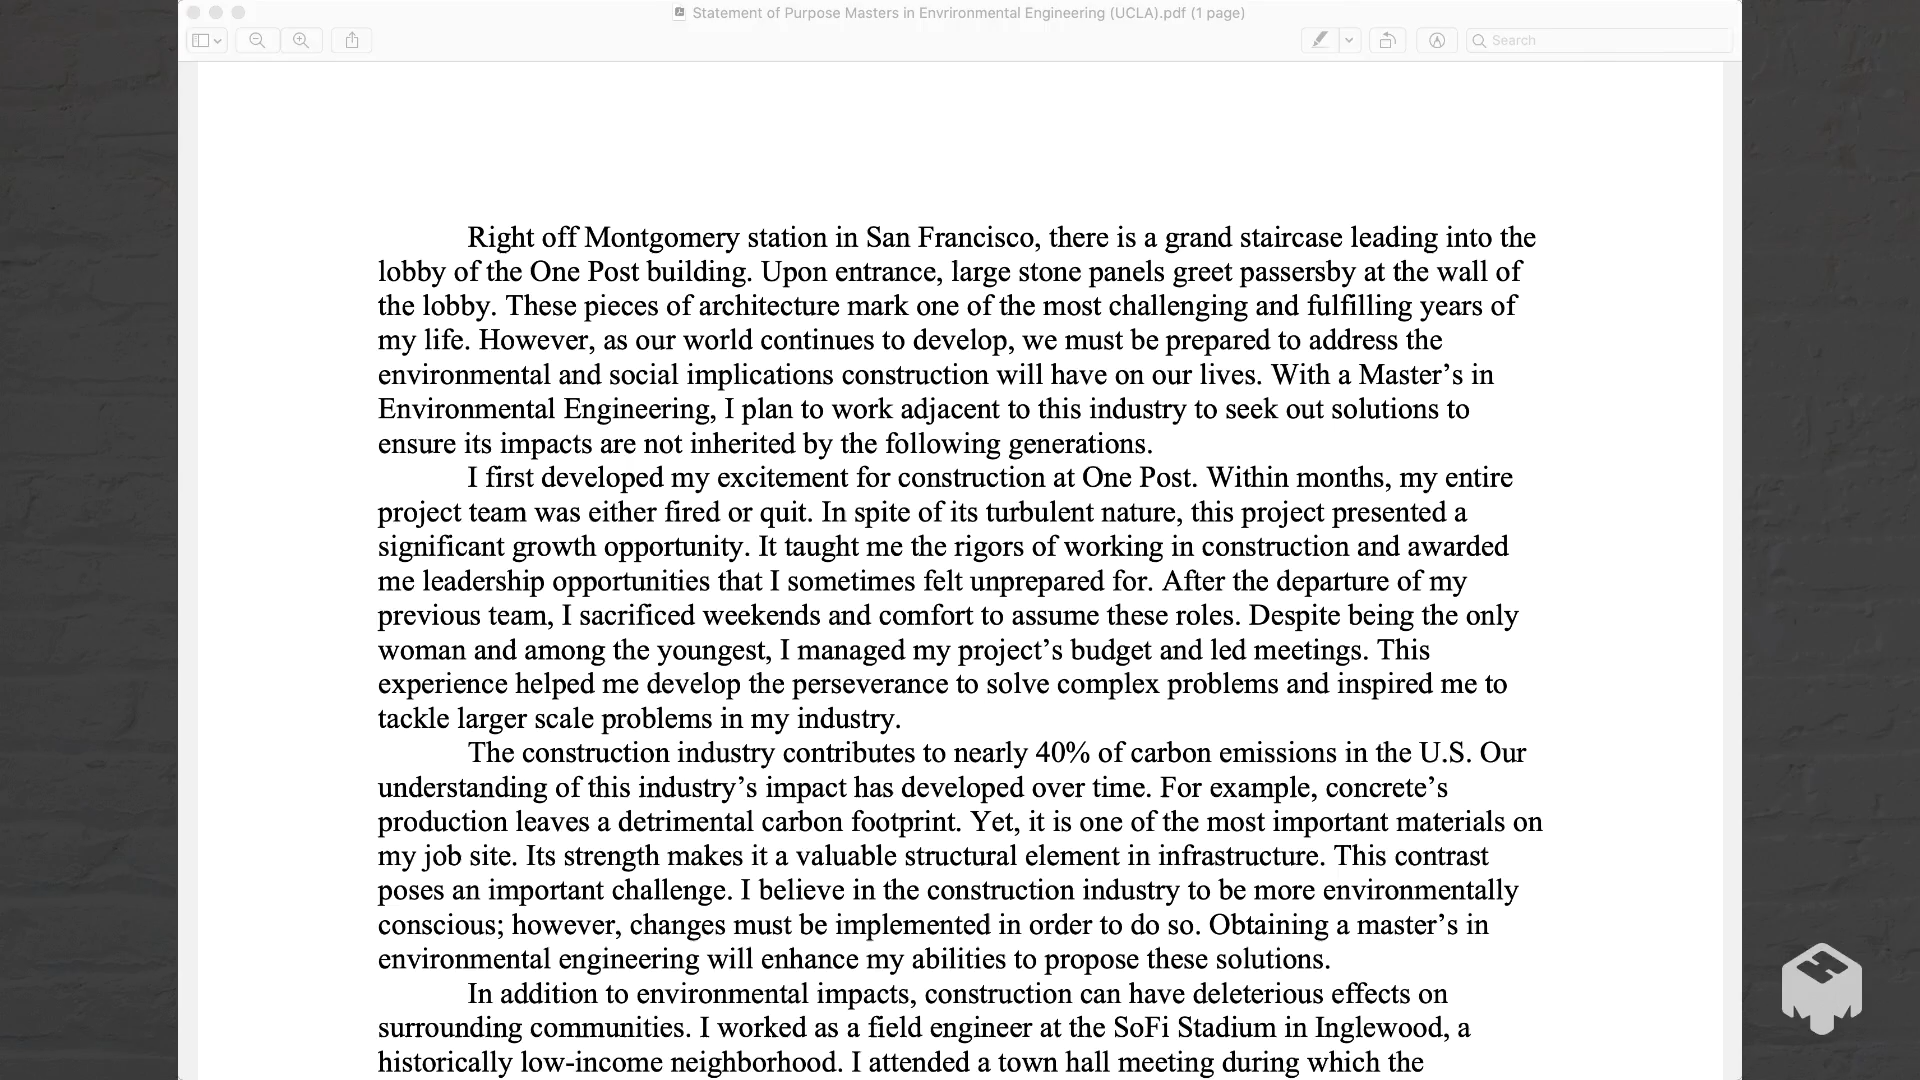 Statement of Purpose Masters in Envrironmental Engineering (UCLA).pdf (1 page)
Search
Right off Montgomery station in San Francisco, there is a grand staircase leading into the
lobby of the One Post building. Upon entrance, large stone panels greet passersby at the wall of
the lobby. These pieces of architecture mark one of the most challenging and fulfilling years of
my life. However, as our world continues to develop, we must be prepared to address the
environmental and social implications construction will have on our lives. With a Master’s in
Environmental Engineering, I plan to work adjacent to this industry to seek out solutions to
ensure its impacts are not inherited by the following generations.
I first developed my excitement for construction at One Post. Within months, my entire
project team was either fired or quit. In spite of its turbulent nature, this project presented a
significant growth opportunity. It taught me the rigors of working in construction and awarded
me leadership opportunities that I sometimes felt unprepared for. After the departure of my
previous team, I sacrificed weekends and comfort to assume these roles. Despite being the only
woman and among the youngest, I managed my project’s budget and led meetings. This
experience helped me develop the perseverance to solve complex problems and inspired me to
tackle larger scale problems in my industry.
The construction industry contributes to nearly 40% of carbon emissions in the U.S. Our
understanding of this industry’s impact has developed over time. For example, concrete’s
production leaves a detrimental carbon footprint. Yet, it is one of the most important materials on
my job site. Its strength makes it a valuable structural element in infrastructure. This contrast
poses an important challenge. I believe in the construction industry to be more environmentally
conscious; however, changes must be implemented in order to do so. Obtaining a master’s in
environmental engineering will enhance my abilities to propose these solutions.
In addition to environmental impacts, construction can have deleterious effects on
surrounding communities. I worked as a field engineer at the SoFi Stadium in Inglewood, a
historically low-income neighborhood. I attended a town hall meeting during which the